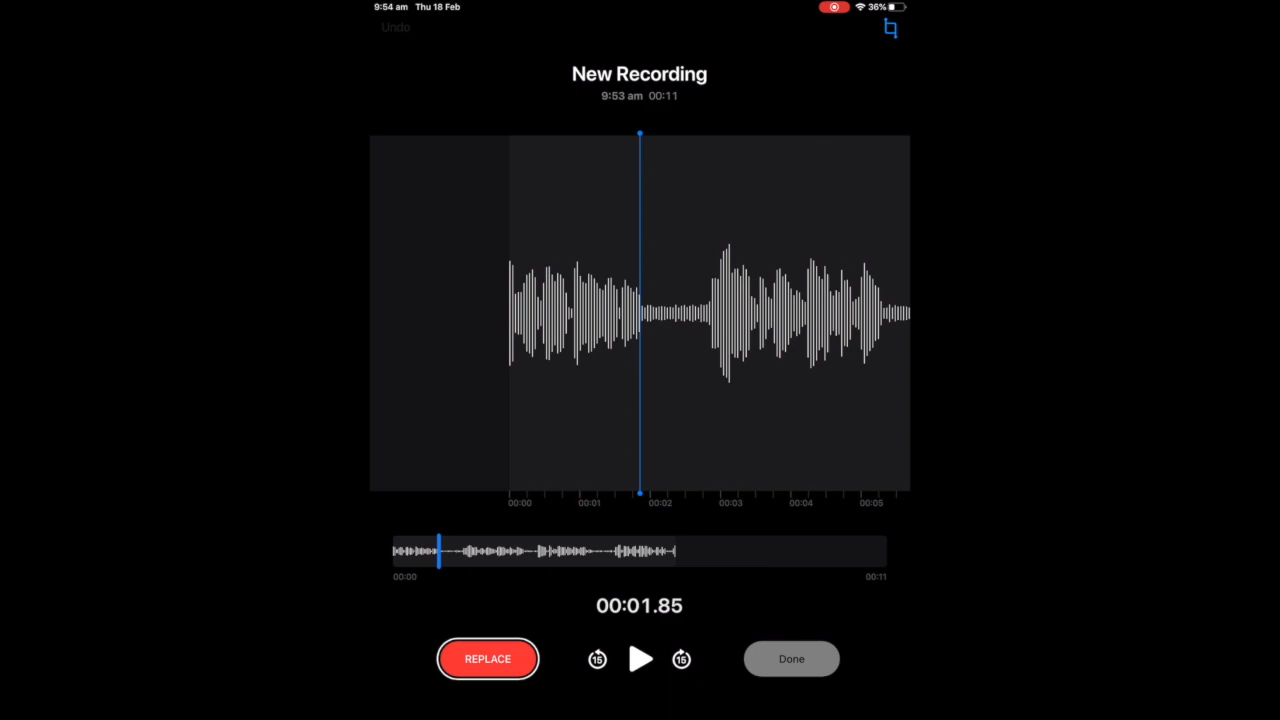 9:54 am Thu 18 Feb 36%
Undo
New Recording
9:53 am 00:11
00:00 00:01 00:02 00:03 00:04 00:05
00:00 00:11
00:01.85
REPLACE 15 15 Done